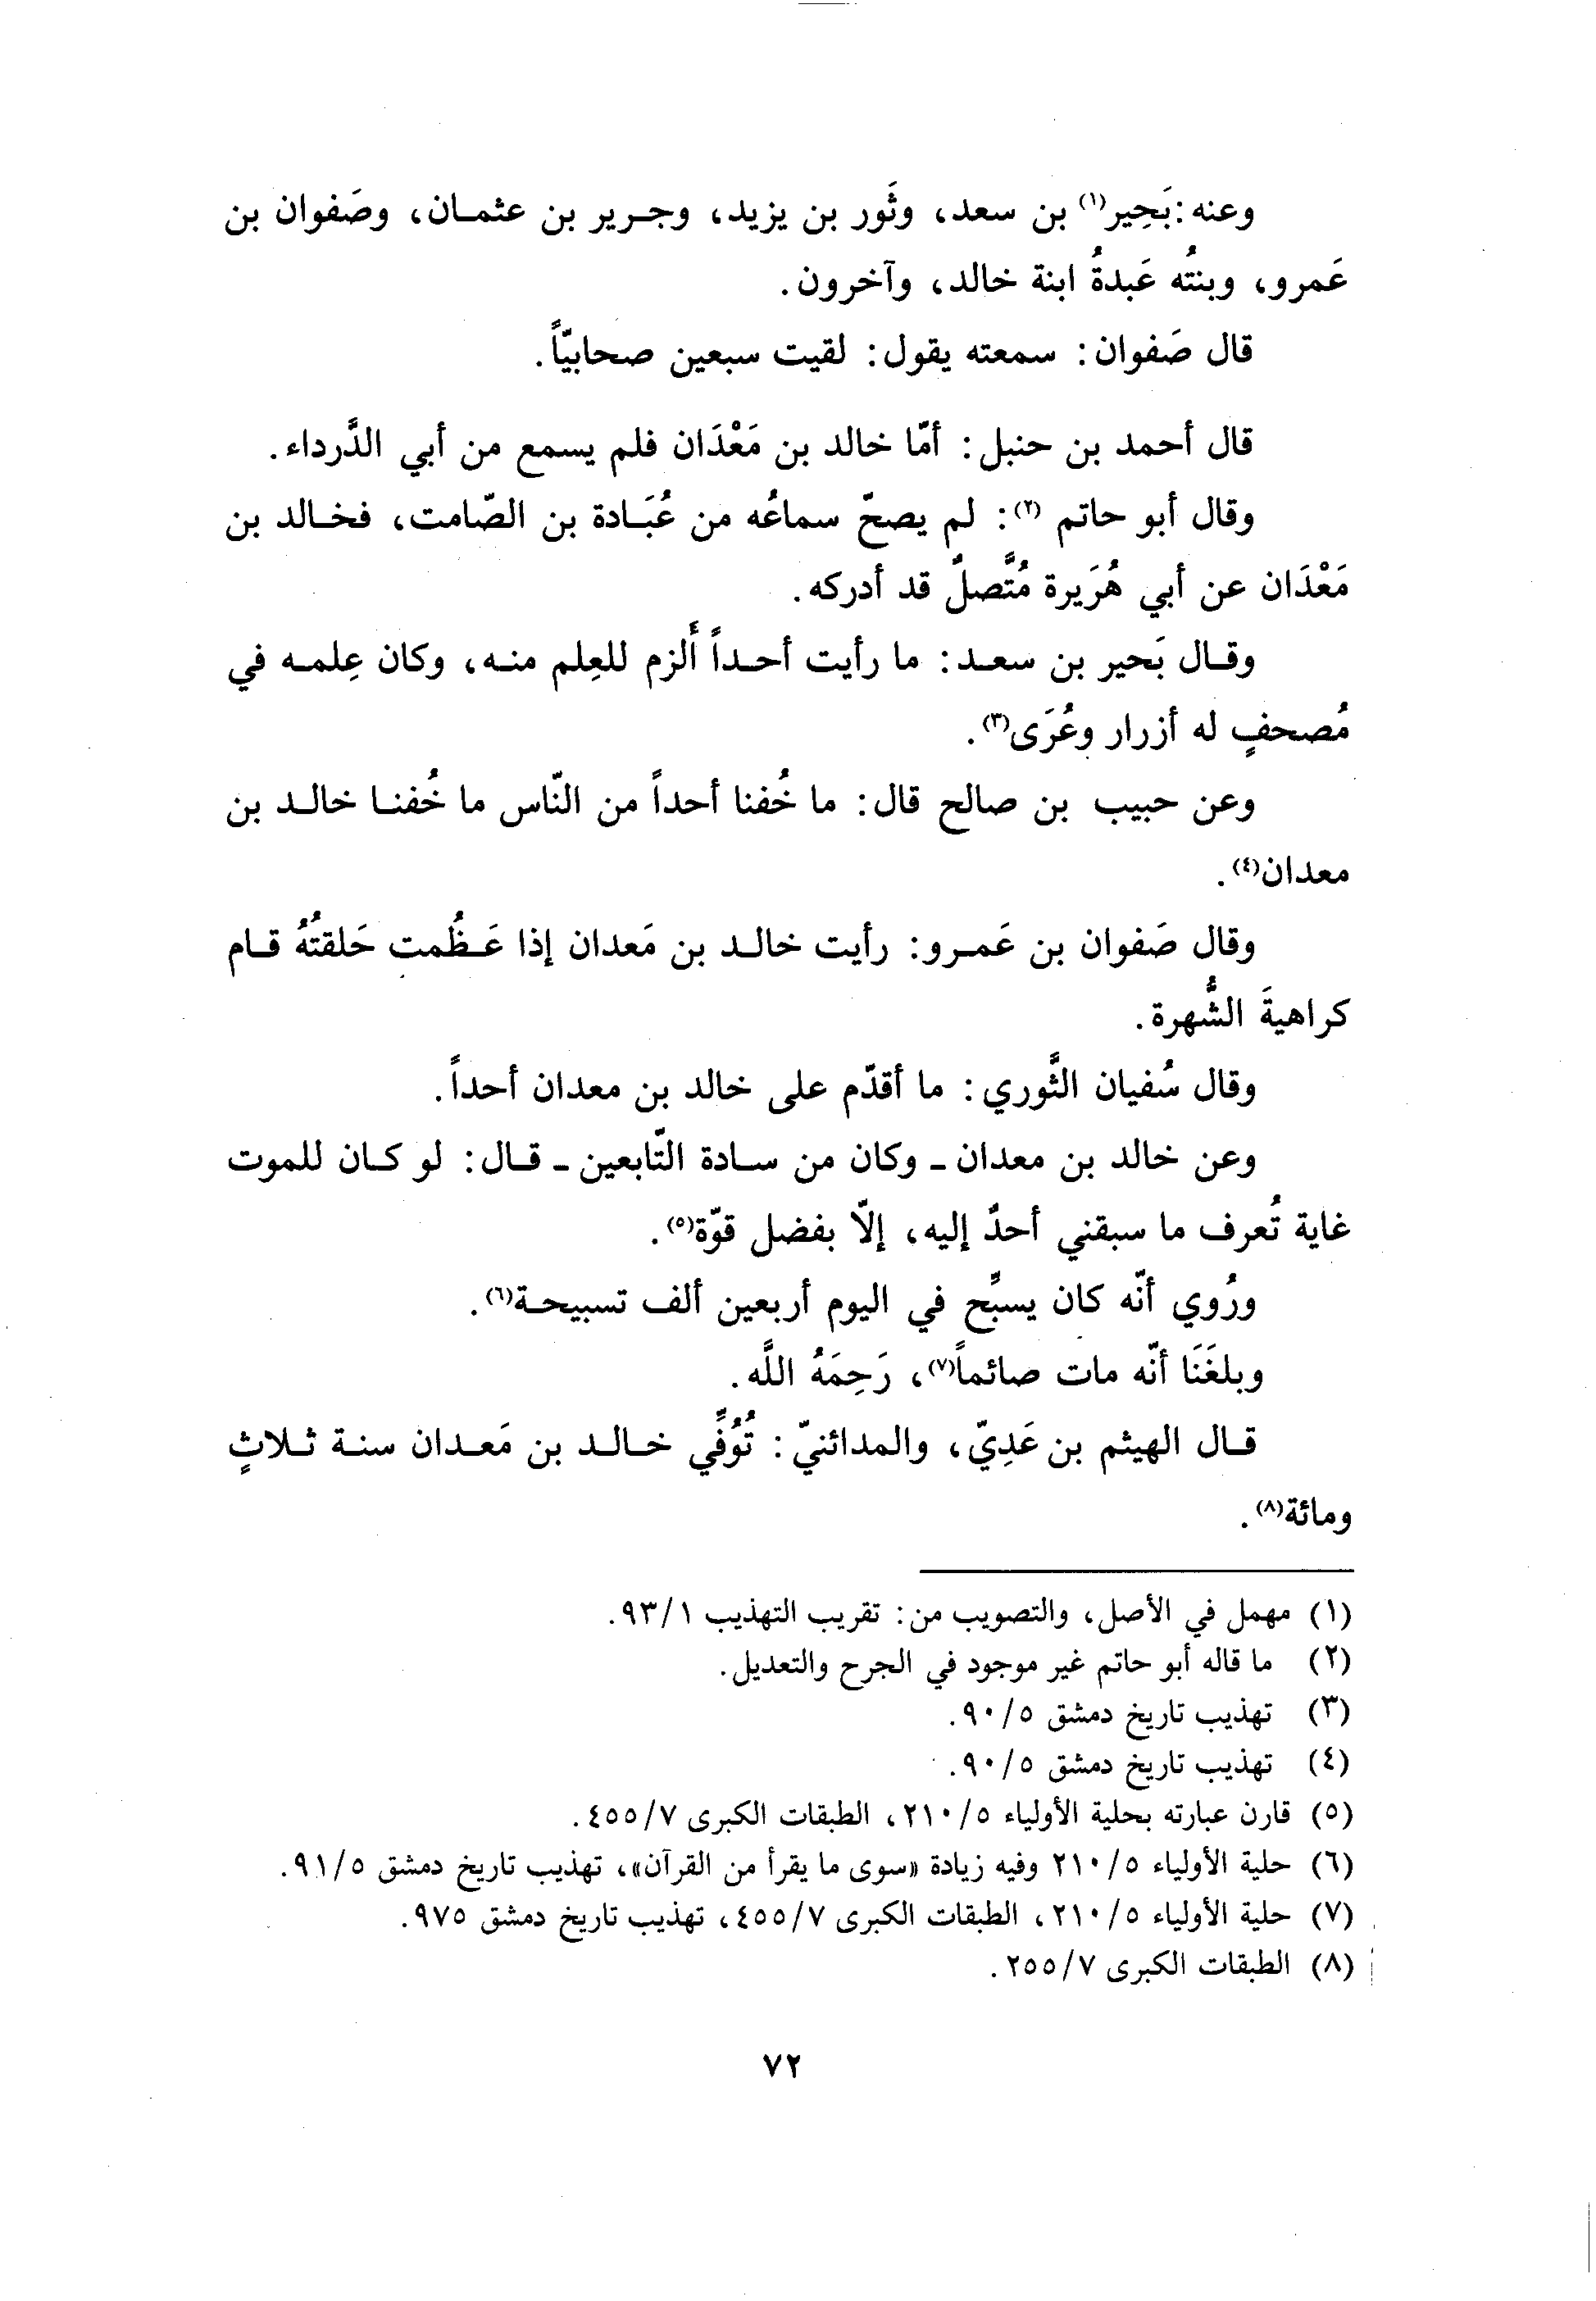 وعنه: بَحِير(١) بن سعد، وثَور بن يزيد، وجرير بن عثمان، وصَفوان بن
عَمرو، وبنتُه عَبدةُ ابنة خالد، وآخرون.
قال صَفوان: سمعته يقول: لقيت سبعين صحابيّاً.
قال أحمد بن حنبل: أمّا خالد بن مَعْدَان فلم يسمع من أبي الدَّرداء.
وقال أبو حاتم (٢): لم يصحّ سماعُه من عُبَادة بن الصّامت، فخالد بن
مَعْدَان عن أبي هُرَيرة مُتَّصلٌ قد أدركه.
وقال بَحير بن سعد: ما رأيت أحداً أَلزم للعِلم منه، وكان عِلمه في
مُصحفٍ له أزرار وعُرَى(٣).
وعن حبيب بن صالح قال: ما خُفنا أحداً من النّاس ما خُفنا خالد بن
معدان(٤).
وقال صَفوان بن عَمرو: رأيت خالد بن مَعدان إذا عَظُمت حَلقتُهُ قام
كراهيةَ الشُّهرة.
وقال سُفيان الثَّوري: ما أقدّم على خالد بن معدان أحداً.
وعن خالد بن معدان - وكان من سادة التّابعين - قال: لو كان للموت
غاية تُعرف ما سبقني أحدٌ إليه، إلّا بفضل قوّة(٥).
ورُوي أنّه كان يسبِّح في اليوم أربعين ألف تسبيحة(٦).
وبلغَنَا أنّه مات صائماً(٧)، رَحِمَهُ اللَّه.
قال الهيثم بن عَدِيّ، والمدائنيّ: تُوُفِّي خالد بن مَعدان سنة ثلاثٍ
ومائة(٨).
(١) مهمل في الأصل، والتصويب من: تقريب التهذيب ٩٣/١.
(٢) ما قاله أبو حاتم غير موجود في الجرح والتعديل.
(٣) تهذيب تاريخ دمشق ٩٠/٥.
(٤) تهذيب تاريخ دمشق ٩٠/٥.
(٥) قارن عبارته بحلية الأولياء ٢١٠/٥، الطبقات الكبرى ٤٥٥/٧.
(٦) حلية الأولياء ٢١٠/٥ وفيه زيادة «سوى ما يقرأ من القرآن»، تهذيب تاريخ دمشق ٩١/٥.
(٧) حلية الأولياء ٢١٠/٥، الطبقات الكبرى ٤٥٥/٧، تهذيب تاريخ دمشق ٩٧٥.
(٨) الطبقات الكبرى ٢٥٥/٧.
٧٢